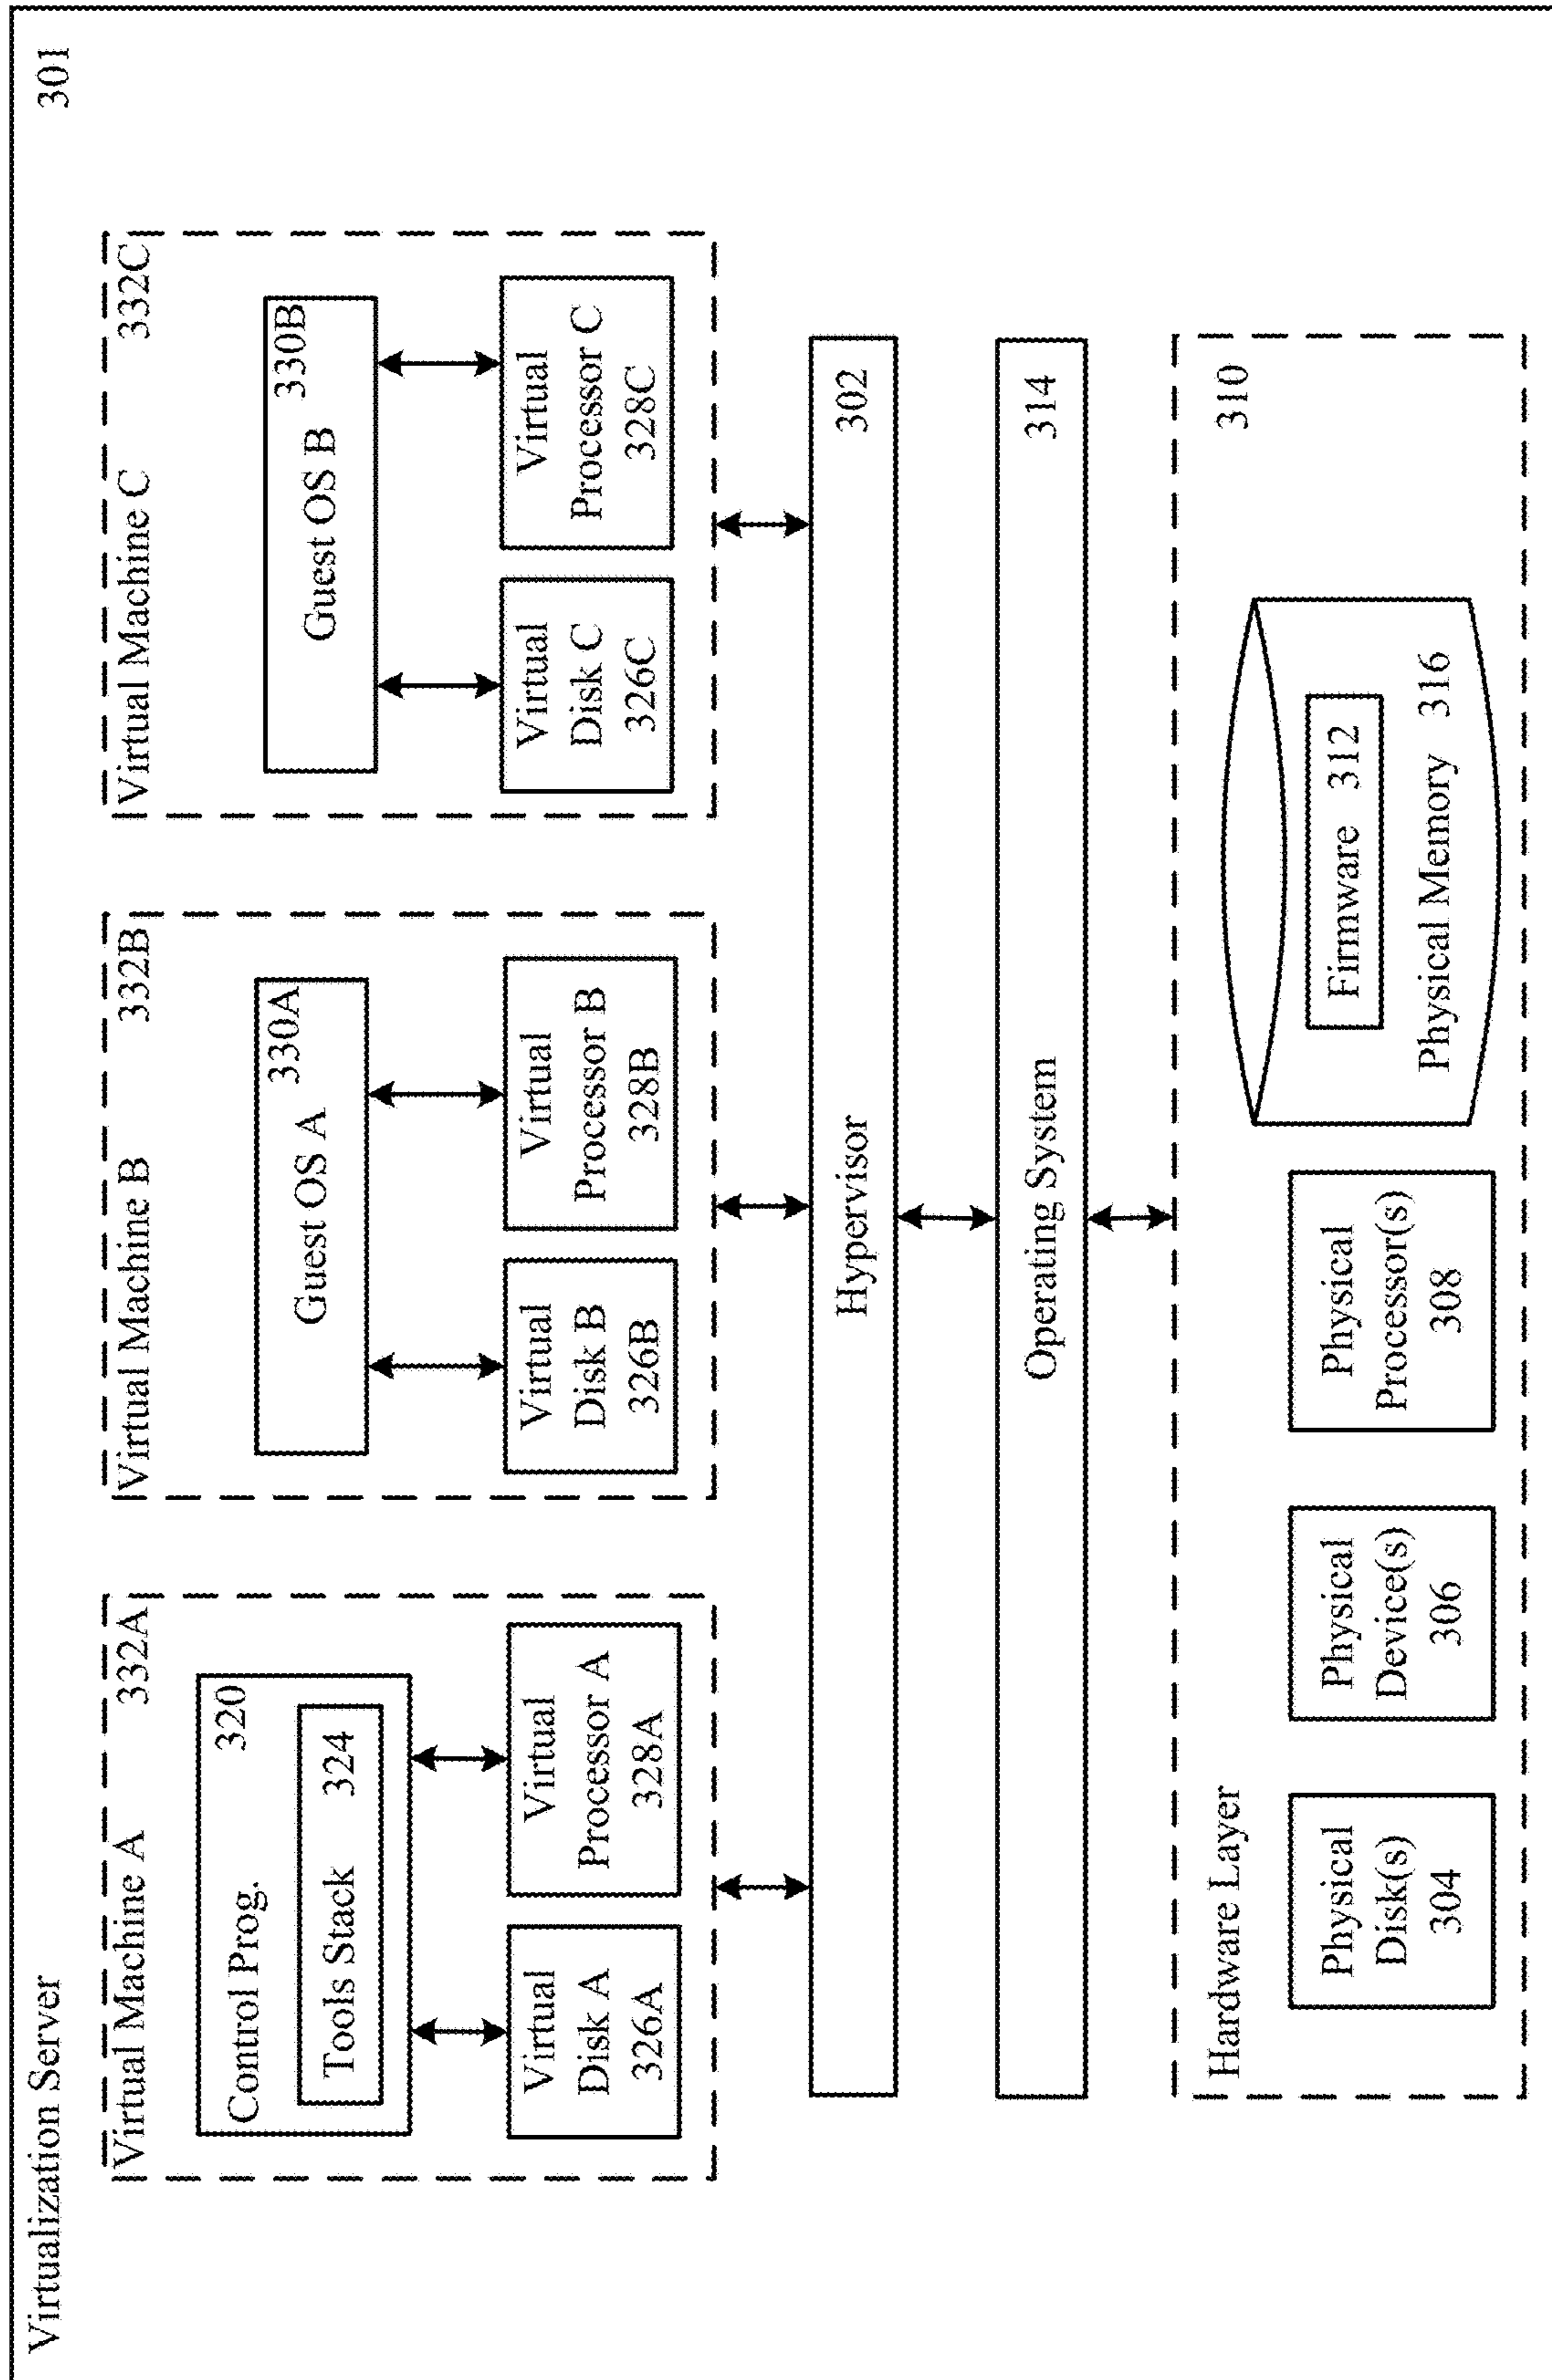 Virtualization Server
301
Virtual Machine A
332A
Control Prog.
320
Tools Stack 324
Virtual
Disk A
326A
Virtual
Processor A
328A
Virtual Machine B
332B
Guest OS A
330A
Virtual
Disk B
326B
Virtual
Processor B
328B
Virtual Machine C
332C
Guest OS B
330B
Virtual
Disk C
326C
Virtual
Processor C
328C
Hypervisor
302
Operating System
314
Hardware Layer
310
Physical
Disk(s)
304
Physical
Device(s)
306
Physical
Processor(s)
308
Firmware 312
Physical Memory 316